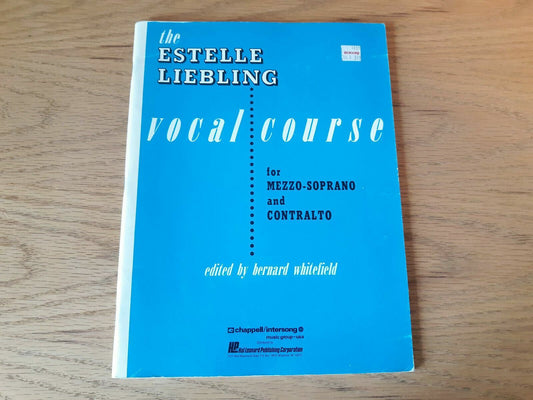 the
ESTELLE
LIEBLING
vocal course
for
MEZZO-SOPRANO
and
CONTRALTO
edited by bernard whitefield
chappell/intersong
music group-usa
Hal Leonard Publishing Corporation